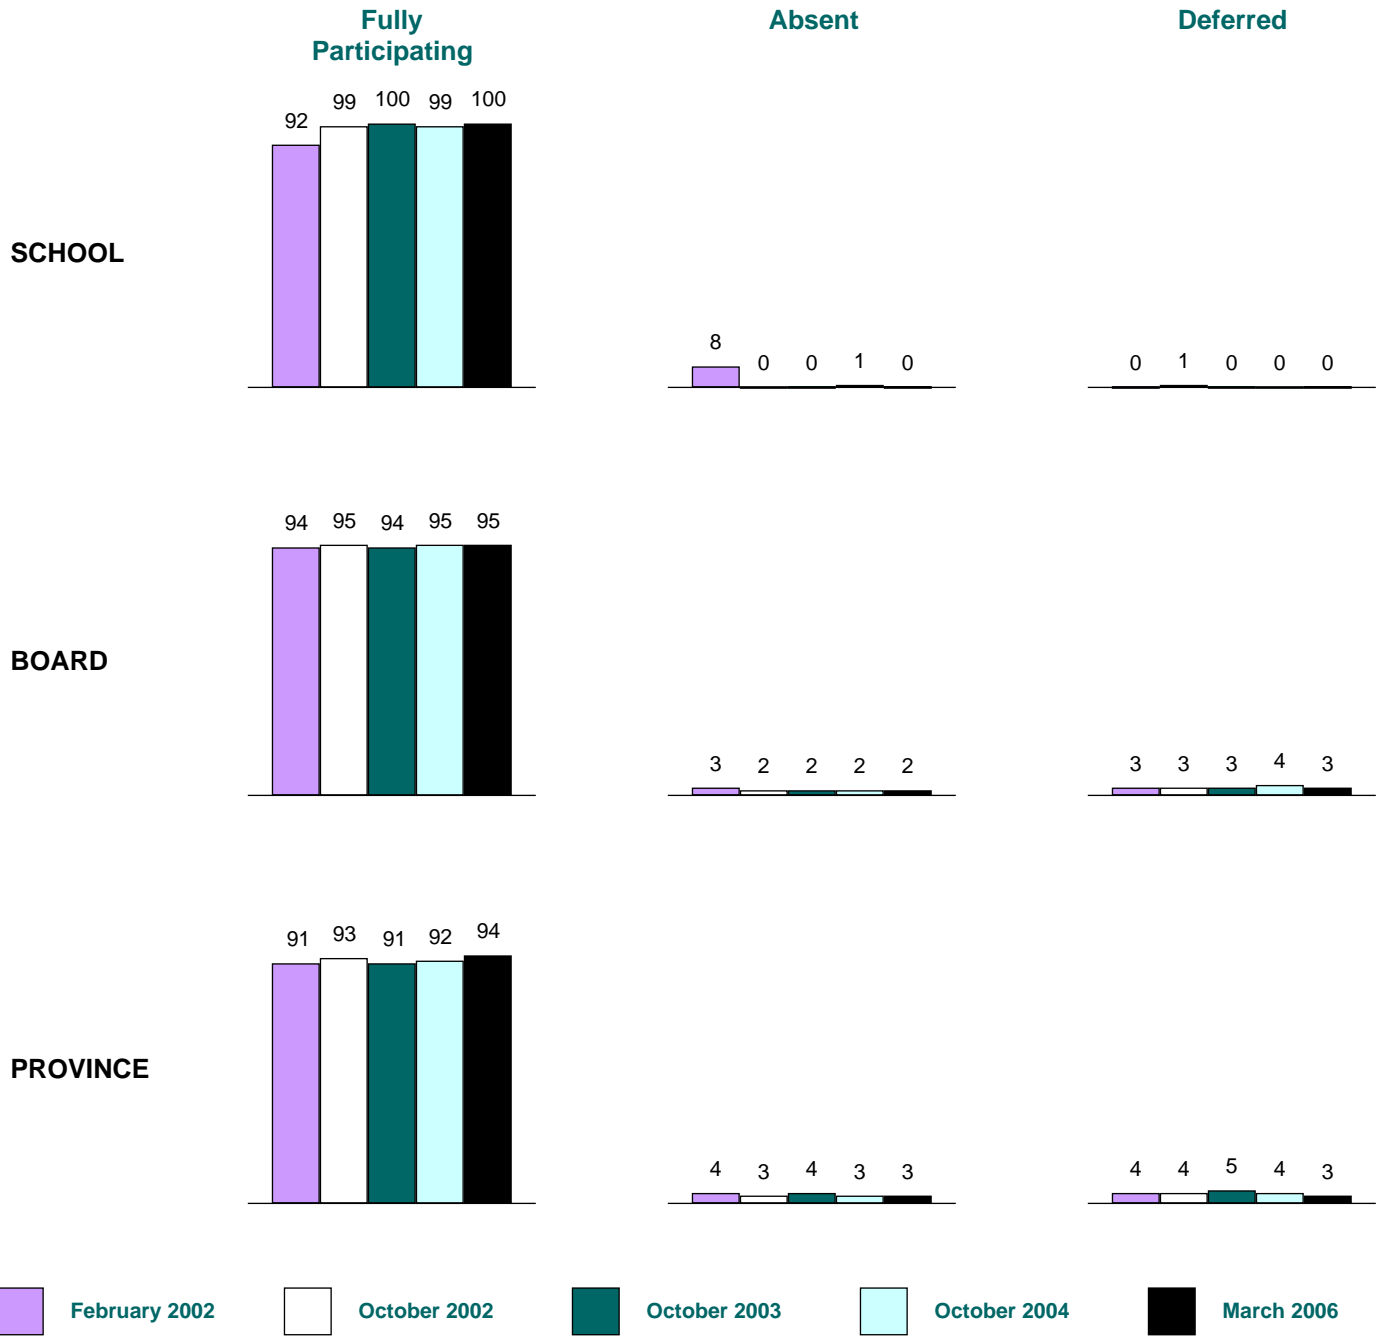 Fully
Participating
Absent
Deferred
SCHOOL
92 99 100 99 100
8 0 0 1 0
0 1 0 0 0
BOARD
94 95 94 95 95
3 2 2 2 2
3 3 3 4 3
PROVINCE
91 93 91 92 94
4 3 4 3 3
4 4 5 4 3
February 2002 October 2002 October 2003 October 2004 March 2006